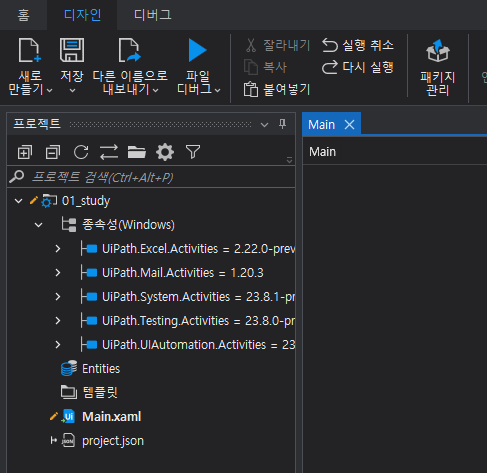 홈 디자인 디버그
새로 만들기 저장 다른 이름으로 내보내기 파일 디버그 잘라내기 복사 붙여넣기 실행 취소 다시 실행 패키지 관리
프로젝트
Main
Main
프로젝트 검색(Ctrl+Alt+P)
01_study
종속성(Windows)
UiPath.Excel.Activities = 2.22.0-prev
UiPath.Mail.Activities = 1.20.3
UiPath.System.Activities = 23.8.1-pr
UiPath.Testing.Activities = 23.8.0-pr
UiPath.UIAutomation.Activities = 23
Entities
템플릿
Ui Main.xaml
JSON project.json